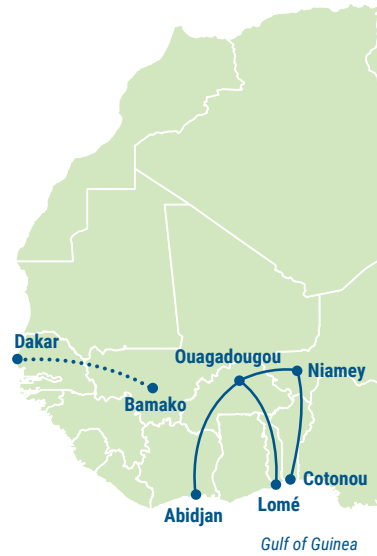 Dakar
Ouagadougou
Niamey
Bamako
Cotonou
Lomé
Abidjan
Gulf of Guinea